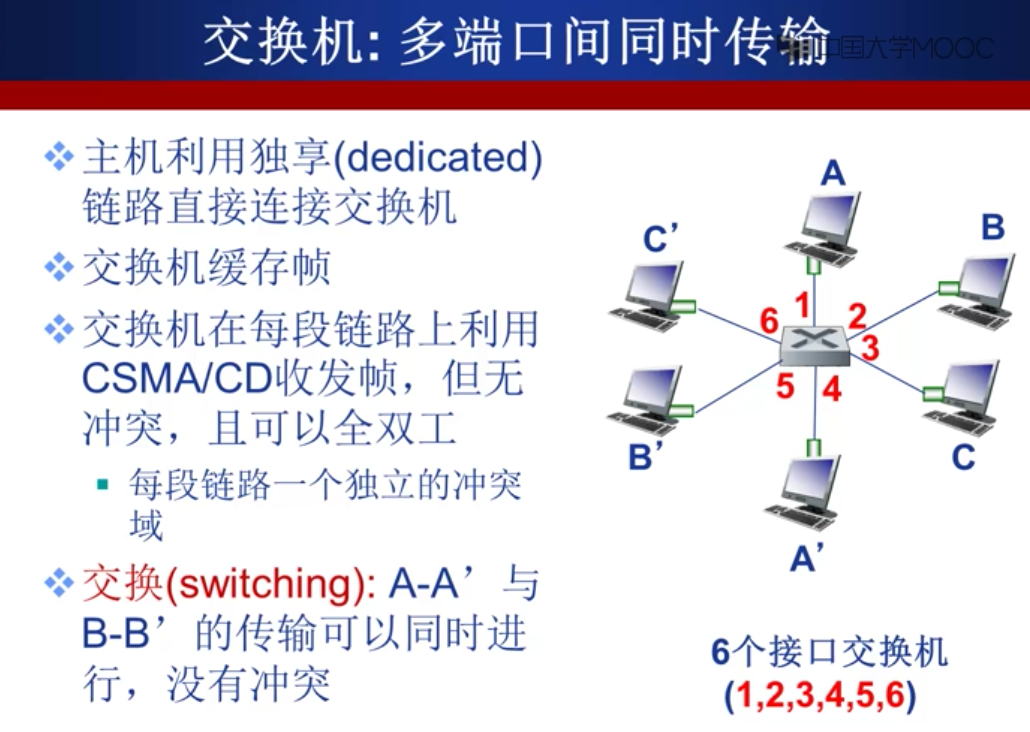 交换机: 多端口间同时传输
中国大学MOOC
主机利用独享(dedicated)
链路直接连接交换机
交换机缓存帧
交换机在每段链路上利用
CSMA/CD收发帧，但无
冲突，且可以全双工
每段链路一个独立的冲突
域
交换(switching): A-A’与
B-B’的传输可以同时进
行，没有冲突
A
B
C’
1
6
2
3
5
4
B’
C
A’
6个接口交换机
(1,2,3,4,5,6)